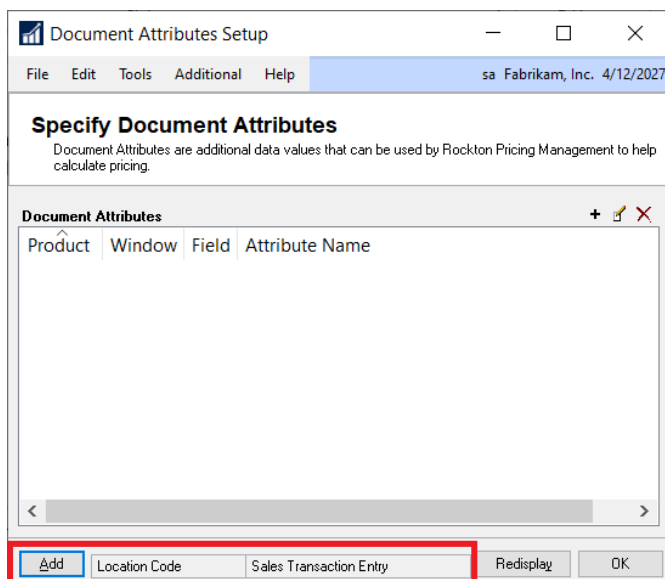 Document Attributes Setup
File Edit Tools Additional Help sa Fabrikam, Inc. 4/12/2027
Specify Document Attributes
Document Attributes are additional data values that can be used by Rockton Pricing Management to help
calculate pricing.
Document Attributes
Product Window Field Attribute Name
Add Location Code Sales Transaction Entry Redisplay OK